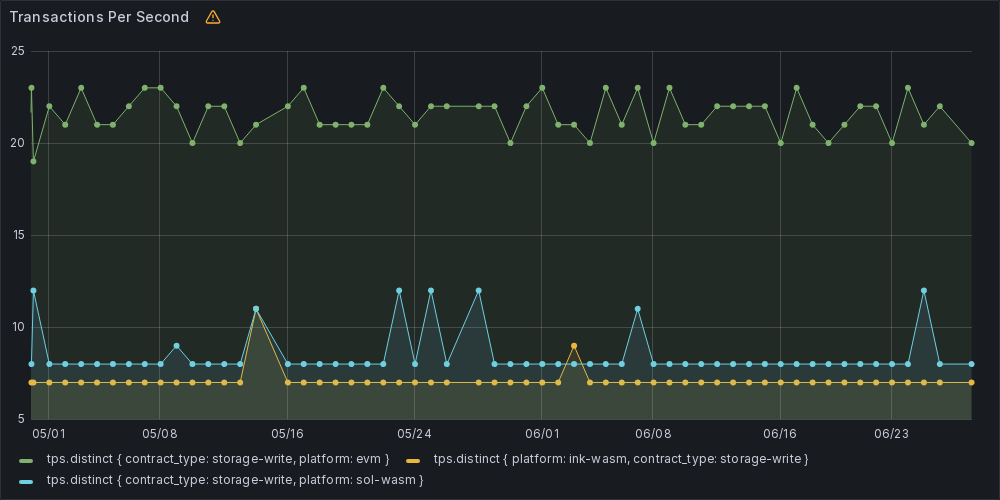 Transactions Per Second
25
20
15
10
5
05/01 05/08 05/16 05/24 06/01 06/08 06/16 06/23
tps.distinct { contract_type: storage-write, platform: evm } tps.distinct { platform: ink-wasm, contract_type: storage-write }
tps.distinct { contract_type: storage-write, platform: sol-wasm }